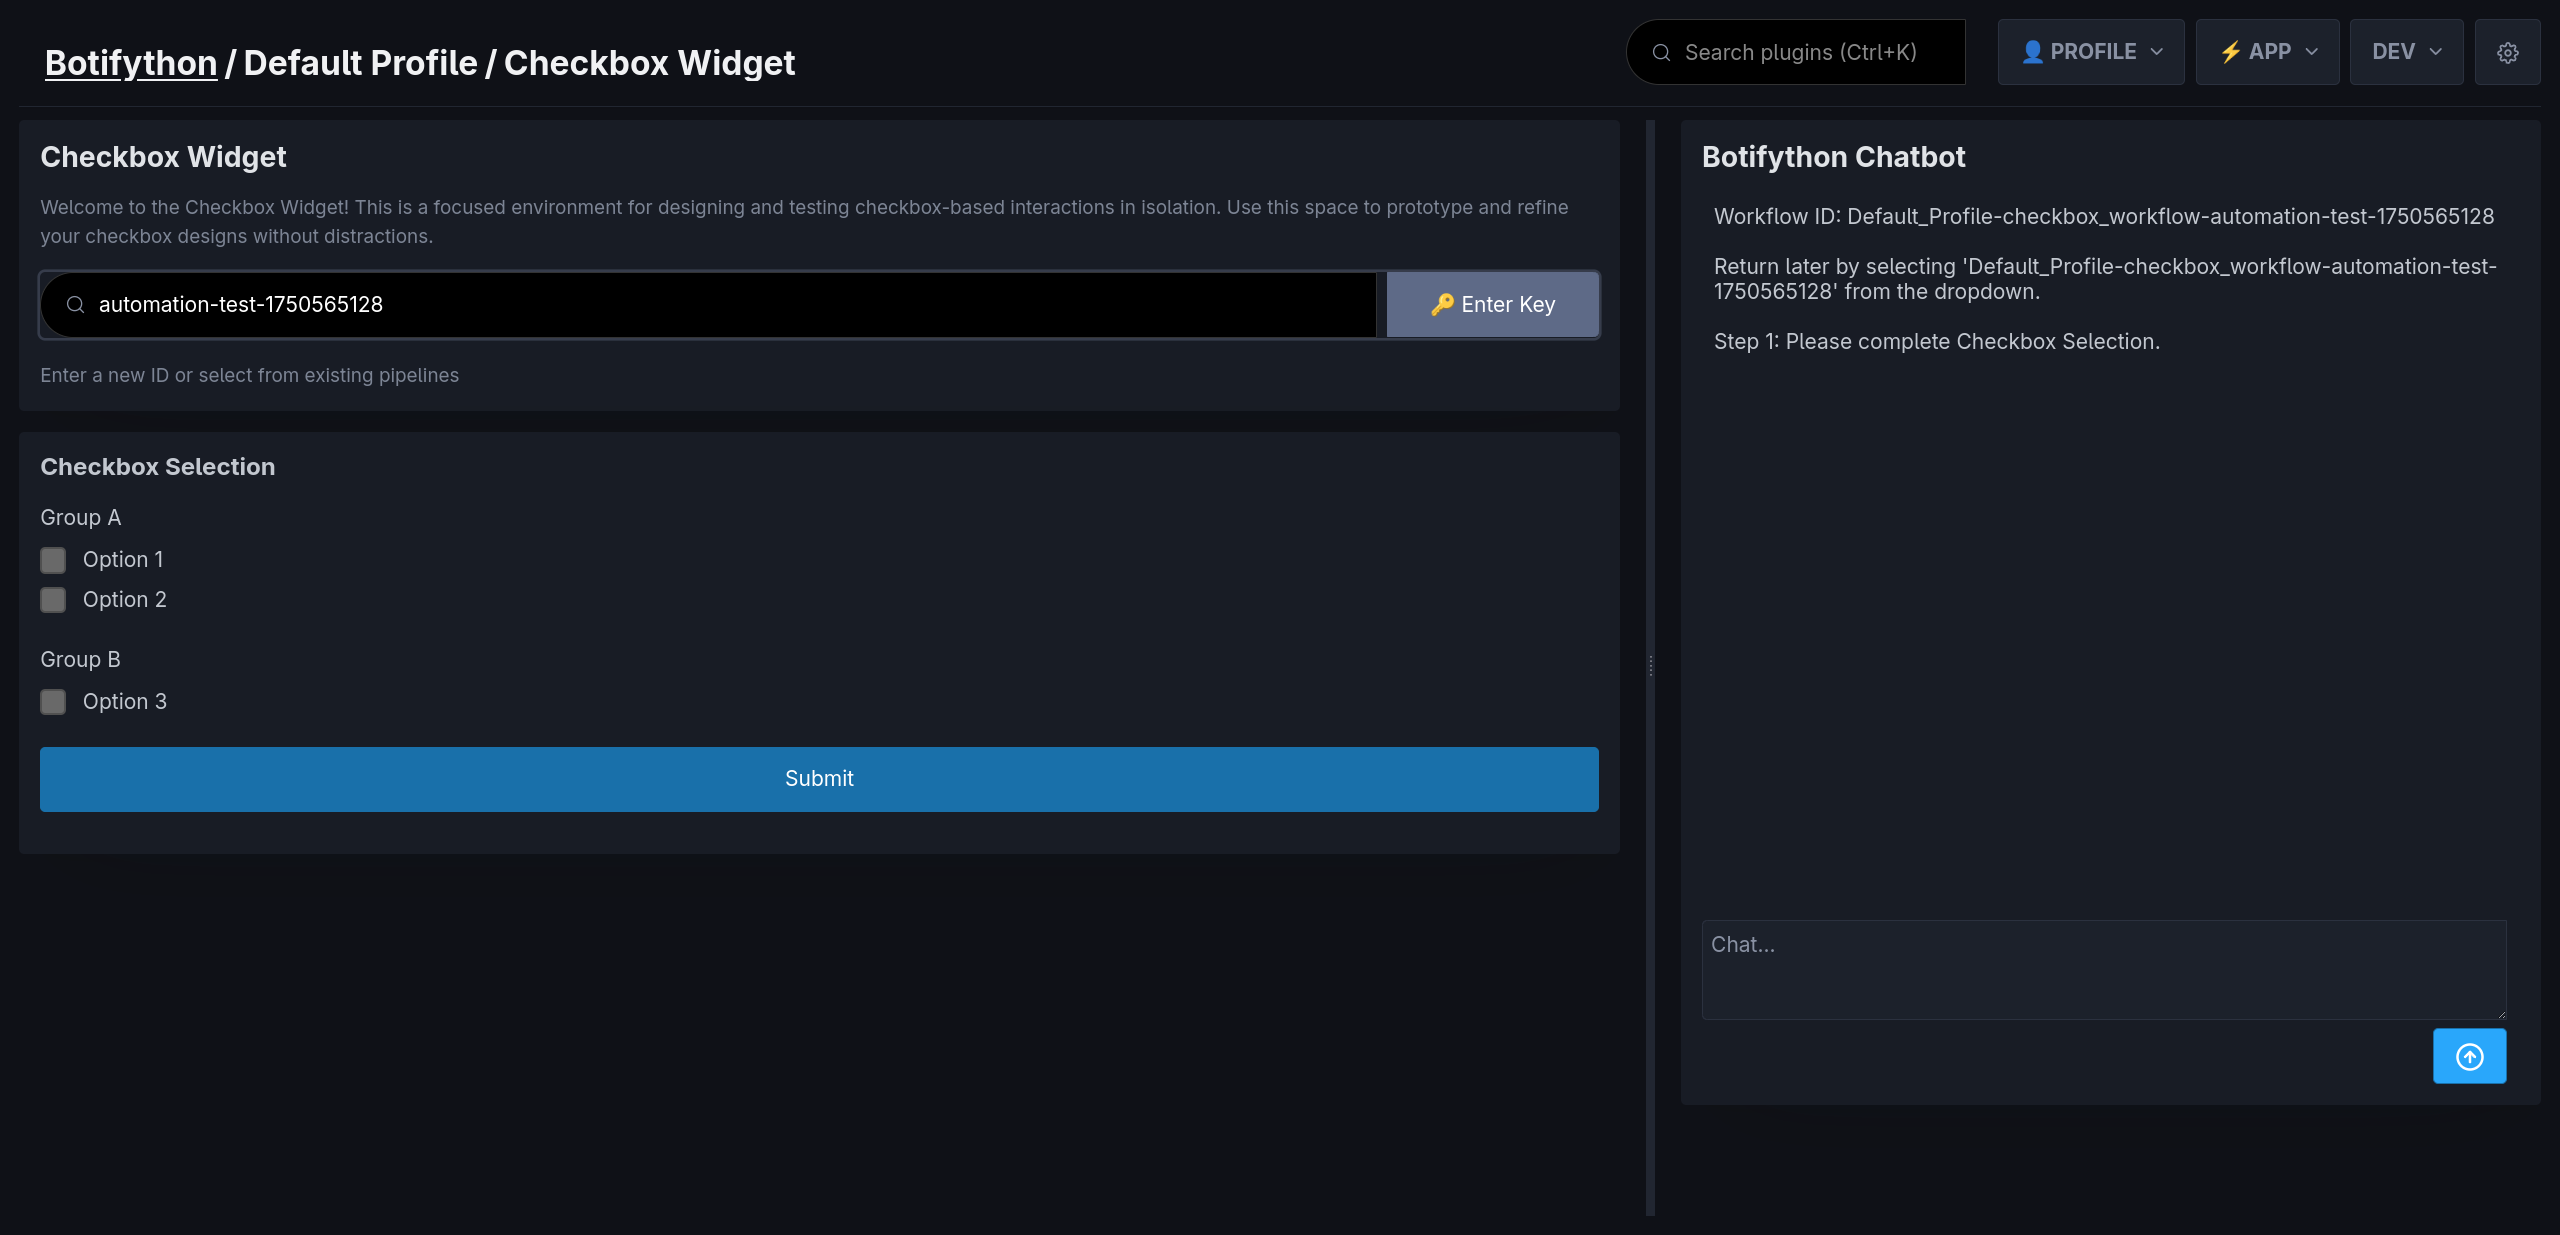 Botifython / Default Profile / Checkbox Widget
Search plugins (Ctrl+K)
👤 PROFILE
⚡ APP
DEV
Checkbox Widget
Welcome to the Checkbox Widget! This is a focused environment for designing and testing checkbox-based interactions in isolation. Use this space to prototype and refine
your checkbox designs without distractions.
automation-test-1750565128
🔑 Enter Key
Enter a new ID or select from existing pipelines
Checkbox Selection
Group A
Option 1
Option 2
Group B
Option 3
Submit
Botifython Chatbot
Workflow ID: Default_Profile-checkbox_workflow-automation-test-1750565128
Return later by selecting 'Default_Profile-checkbox_workflow-automation-test-
1750565128' from the dropdown.
Step 1: Please complete Checkbox Selection.
Chat...